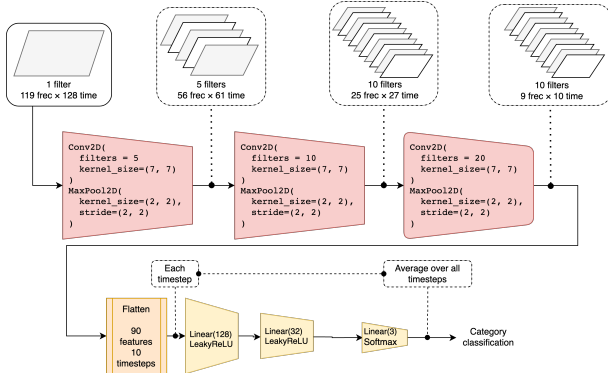 1 filter
119 frec × 128 time
5 filters
56 frec × 61 time
10 filters
25 frec × 27 time
10 filters
9 frec × 10 time
Conv2D(
filters = 5
kernel_size=(7, 7)
)
MaxPool2D(
kernel_size=(2, 2),
stride=(2, 2)
)
Conv2D(
filters = 10
kernel_size=(7, 7)
)
MaxPool2D(
kernel_size=(2, 2),
stride=(2, 2)
)
Conv2D(
filters = 20
kernel_size=(7, 7)
)
MaxPool2D(
kernel_size=(2, 2),
stride=(2, 2)
)
Each
timestep
Average over all
timesteps
Flatten
90
features
10
timesteps
Linear(128)
LeakyReLU
Linear(32)
LeakyReLU
Linear(3)
Softmax
Category
classification